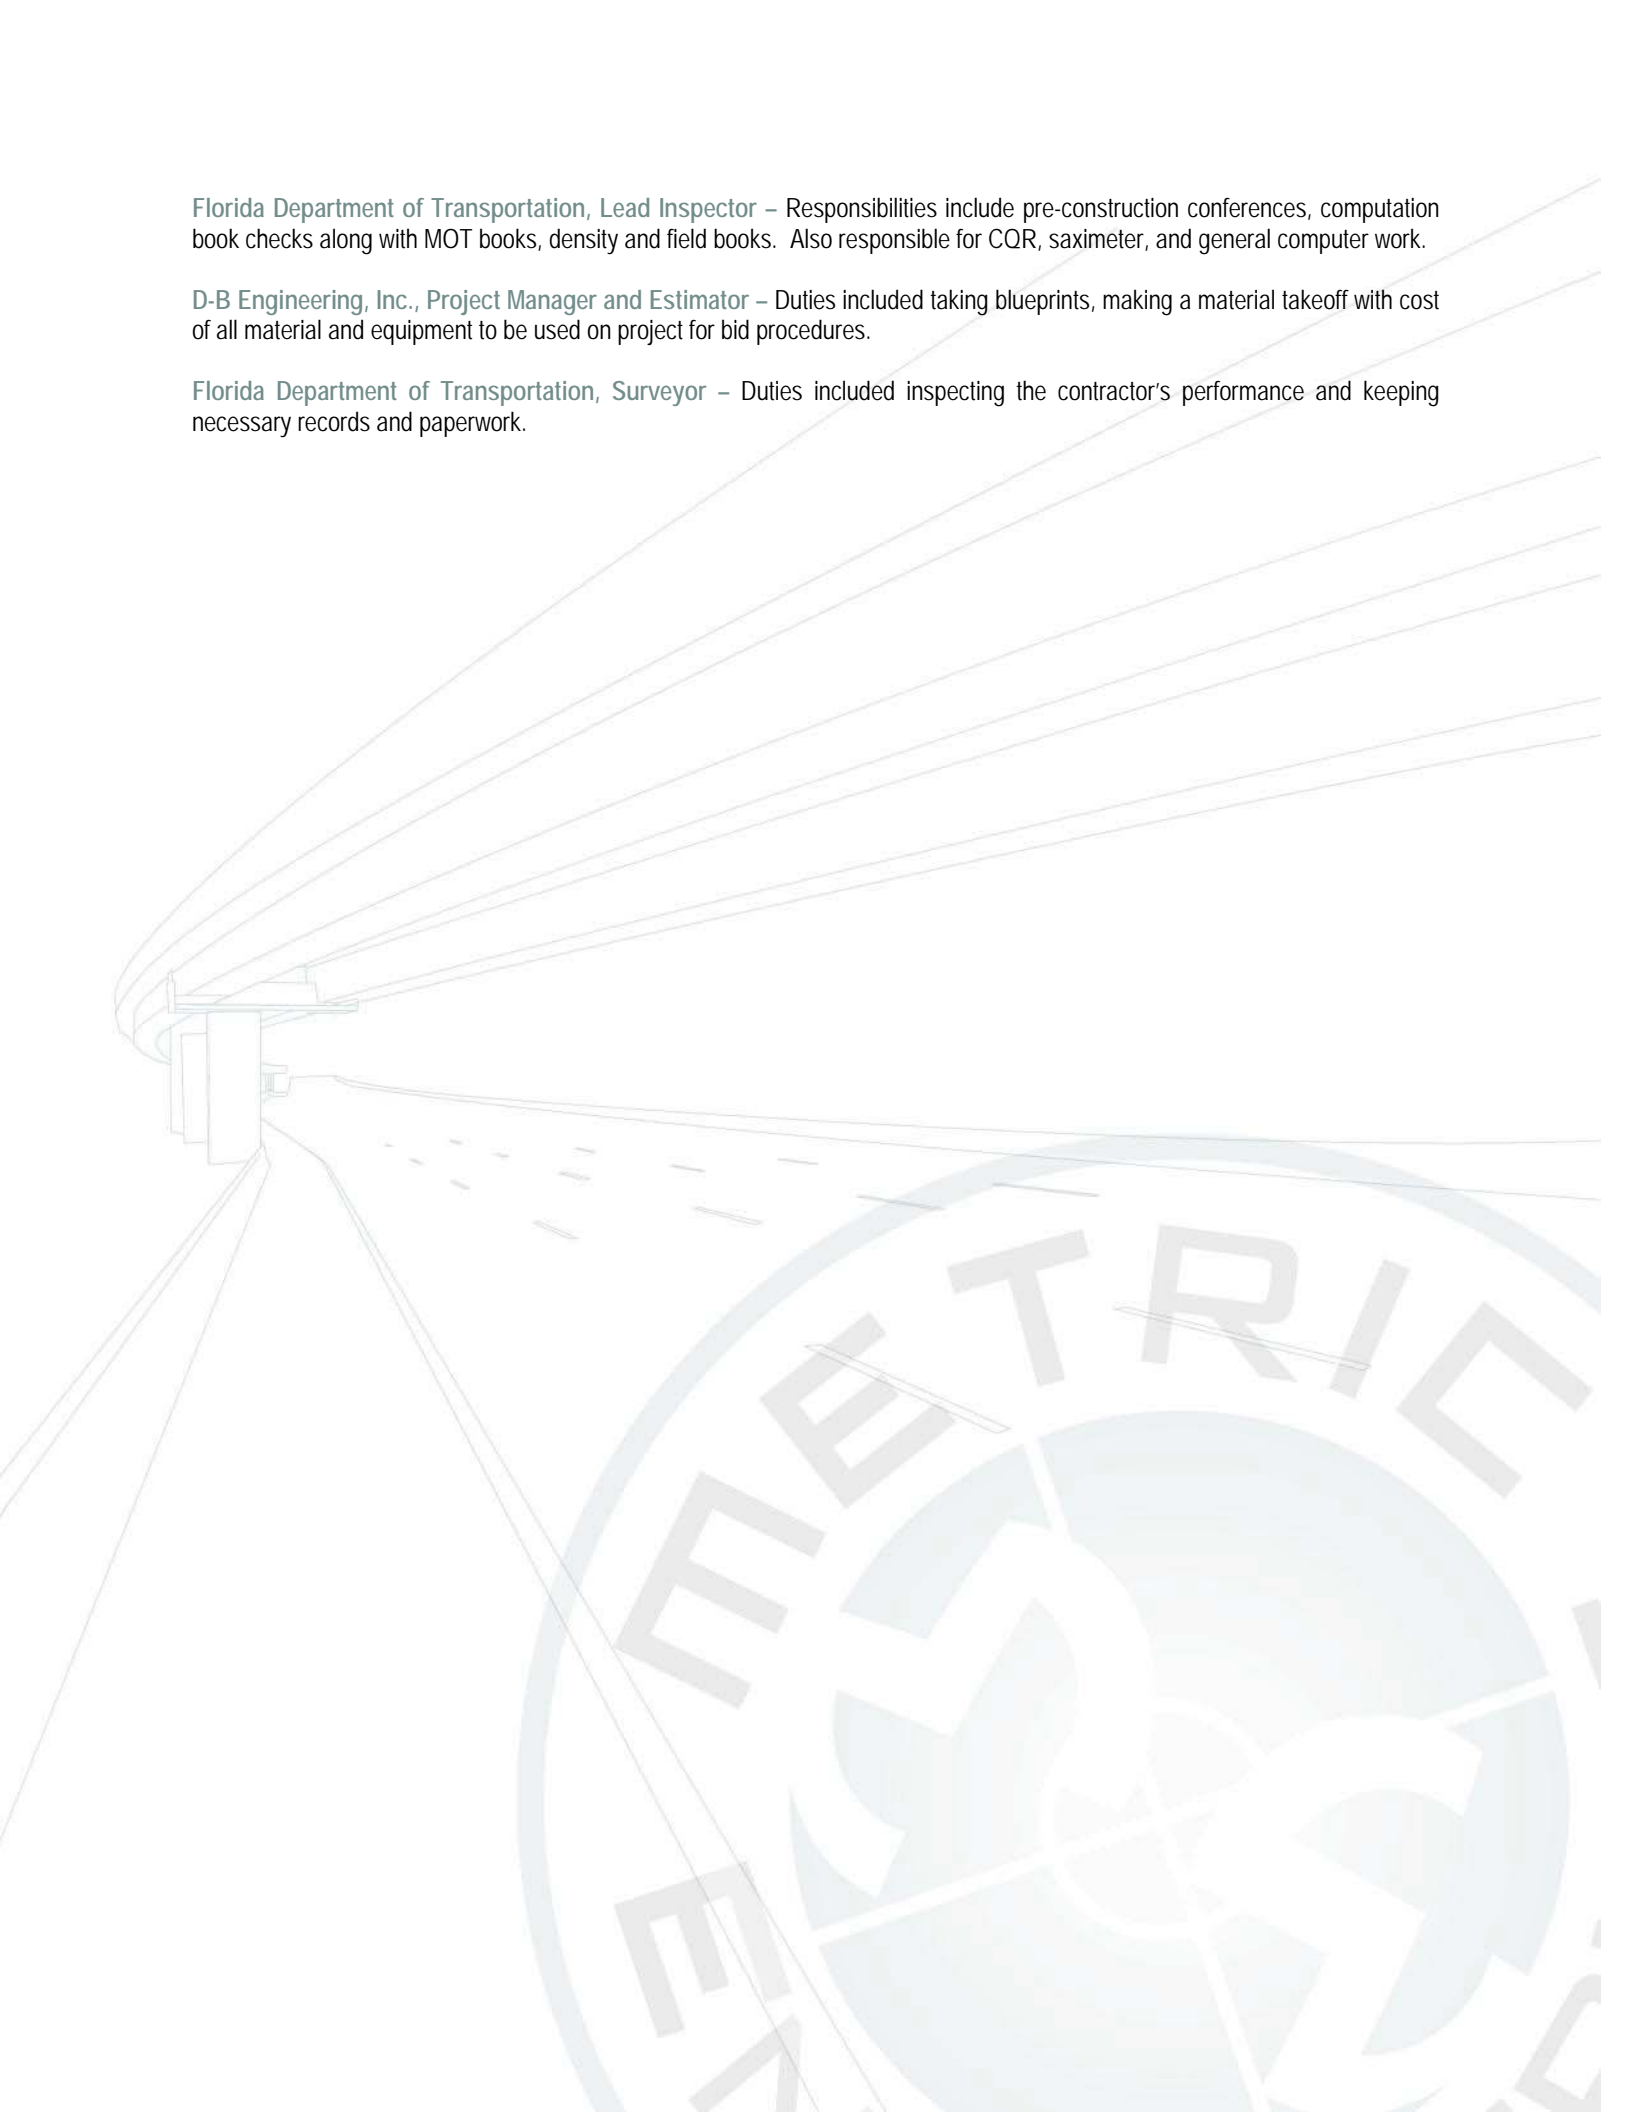 Florida Department of Transportation, Lead Inspector – Responsibilities include pre-construction conferences, computation
book checks along with MOT books, density and field books.  Also responsible for CQR, saximeter, and general computer work.
D-B Engineering, Inc., Project Manager and Estimator – Duties included taking blueprints, making a material takeoff with cost
of all material and equipment to be used on project for bid procedures.
Florida Department of Transportation, Surveyor – Duties included inspecting the contractor’s performance and keeping
necessary records and paperwork.
METRIC